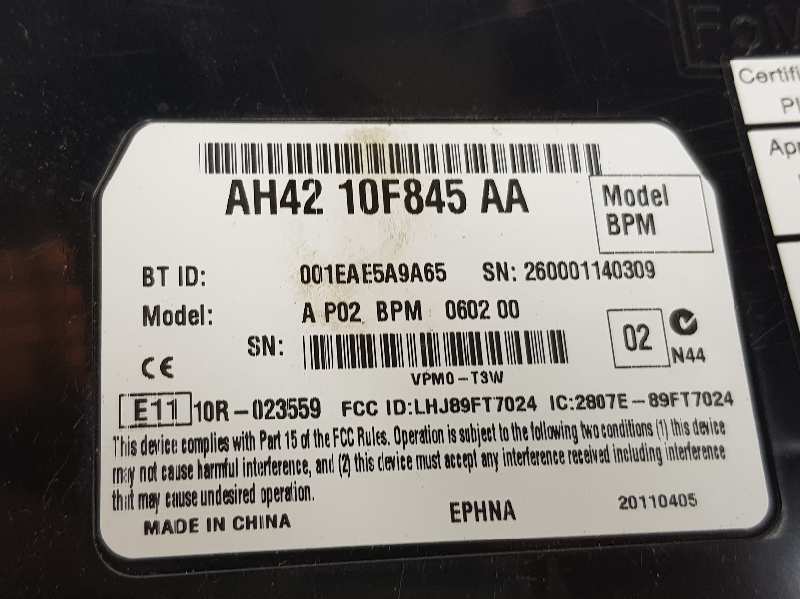 AH42 10F845 AA
Model
BPM
BT ID: 001EAE5A9A65 SN: 260001140309
Model: A P02 BPM 0602 00
SN:
VPM0-T3W
02
N44
CE
E11 10R-023559 FCC ID:LHJ89FT7024 IC:2807E-89FT7024
This device complies with Part 15 of the FCC Rules. Operation is subject to the following two conditions (1) this device
may not cause harmful interference, and (2) this device must accept any interference received including interference
that may cause undesired operation.
MADE IN CHINA EPHNA 20110405